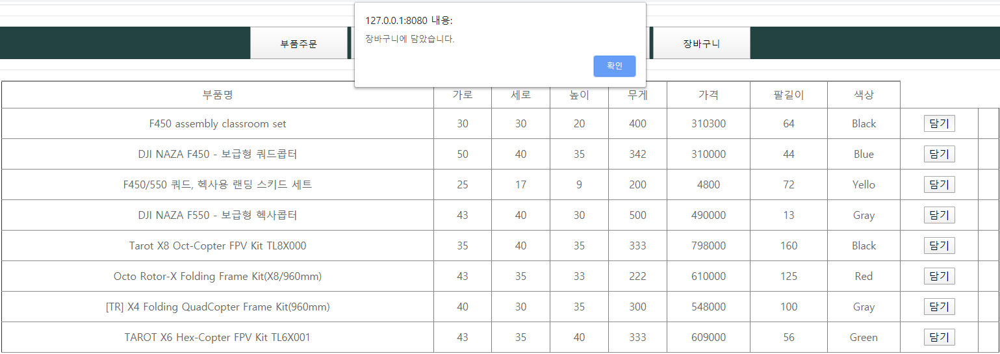 127.0.0.1:8080 내용:
장바구니에 담았습니다.
확인
부품주문
장바구니
부품명 가로 세로 높이 무게 가격 팔길이 색상
F450 assembly classroom set 30 30 20 400 310300 64 Black 담기
DJI NAZA F450 - 보급형 쿼드콥터 50 40 35 342 310000 44 Blue 담기
F450/550 쿼드, 헥사용 랜딩 스키드 세트 25 17 9 200 4800 72 Yello 담기
DJI NAZA F550 - 보급형 헥사콥터 43 40 30 500 490000 13 Gray 담기
Tarot X8 Oct-Copter FPV Kit TL8X000 35 40 35 333 798000 160 Black 담기
Octo Rotor-X Folding Frame Kit(X8/960mm) 43 35 33 222 610000 125 Red 담기
[TR] X4 Folding QuadCopter Frame Kit(960mm) 40 30 35 300 548000 100 Gray 담기
TAROT X6 Hex-Copter FPV Kit TL6X001 43 35 40 333 609000 56 Green 담기